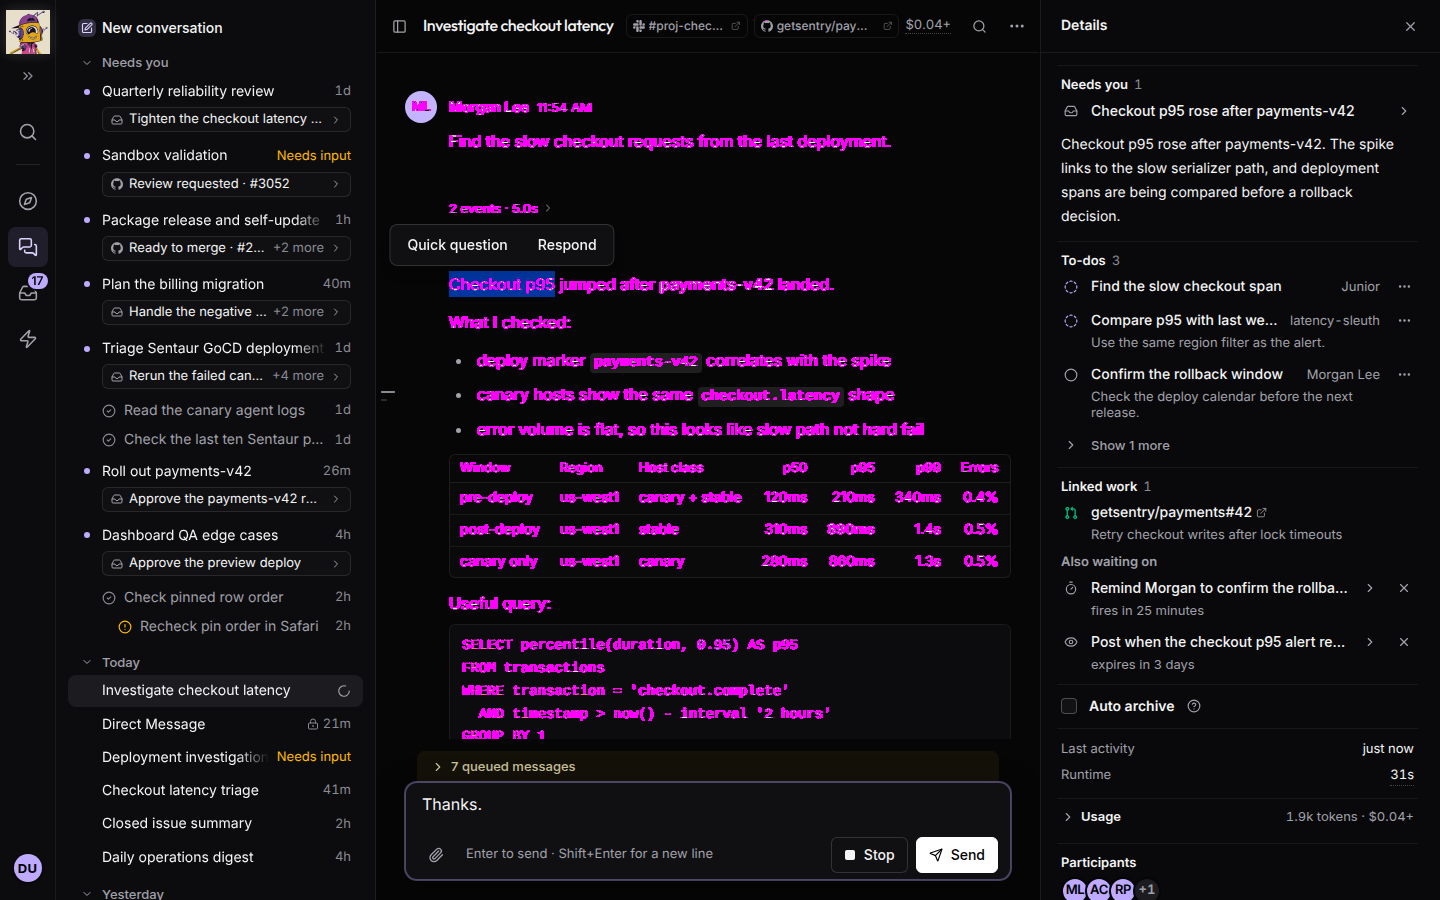 New conversation
Needs you
Quarterly reliability review 1d
Tighten the checkout latency ...
Sandbox validation Needs input
Review requested · #3052
Package release and self-update 1h
Ready to merge · #2... +2 more
Plan the billing migration 40m
Handle the negative ... +2 more
Triage Sentaur GoCD deployment 1d
Rerun the failed can... +4 more
Read the canary agent logs 1d
Check the last ten Sentaur p... 1d
Roll out payments-v42 26m
Approve the payments-v42 r...
Dashboard QA edge cases 4h
Approve the preview deploy
Check pinned row order 2h
Recheck pin order in Safari 2h
Today
Investigate checkout latency
Direct Message 21m
Deployment investigation Needs input
Checkout latency triage 41m
Closed issue summary 2h
Daily operations digest 4h
Yesterday
17
DU
Investigate checkout latency #proj-chec... getsentry/pay... $0.04+
ML Morgan Lee 11:54 AM
Find the slow checkout requests from the last deployment.
2 events · 5.0s
Quick question Respond
Checkout p95 jumped after payments-v42 landed.
What I checked:
deploy marker payments-v42 correlates with the spike
canary hosts show the same checkout.latency shape
error volume is flat, so this looks like slow path not hard fail
Window Region Host class p50 p95 p99 Errors
pre-deploy us-west1 canary + stable 120ms 210ms 340ms 0.4%
post-deploy us-west1 stable 310ms 890ms 1.4s 0.5%
canary only us-west1 canary 280ms 860ms 1.3s 0.5%
Useful query:
SELECT percentile(duration, 0.95) AS p95
FROM transactions
WHERE transaction = 'checkout.complete'
AND timestamp > now() - interval '2 hours'
GROUP BY 1
7 queued messages
Thanks.
Enter to send · Shift+Enter for a new line
Stop
Send
Details
Needs you 1
Checkout p95 rose after payments-v42
Checkout p95 rose after payments-v42. The spike
links to the slow serializer path, and deployment
spans are being compared before a rollback
decision.
To-dos 3
Find the slow checkout span Junior
Compare p95 with last we... latency-sleuth
Use the same region filter as the alert.
Confirm the rollback window Morgan Lee
Check the deploy calendar before the next
release.
Show 1 more
Linked work 1
getsentry/payments#42
Retry checkout writes after lock timeouts
Also waiting on
Remind Morgan to confirm the rollba...
fires in 25 minutes
Post when the checkout p95 alert re...
expires in 3 days
Auto archive
Last activity just now
Runtime 31s
Usage 1.9k tokens · $0.04+
Participants
ML AC RP +1